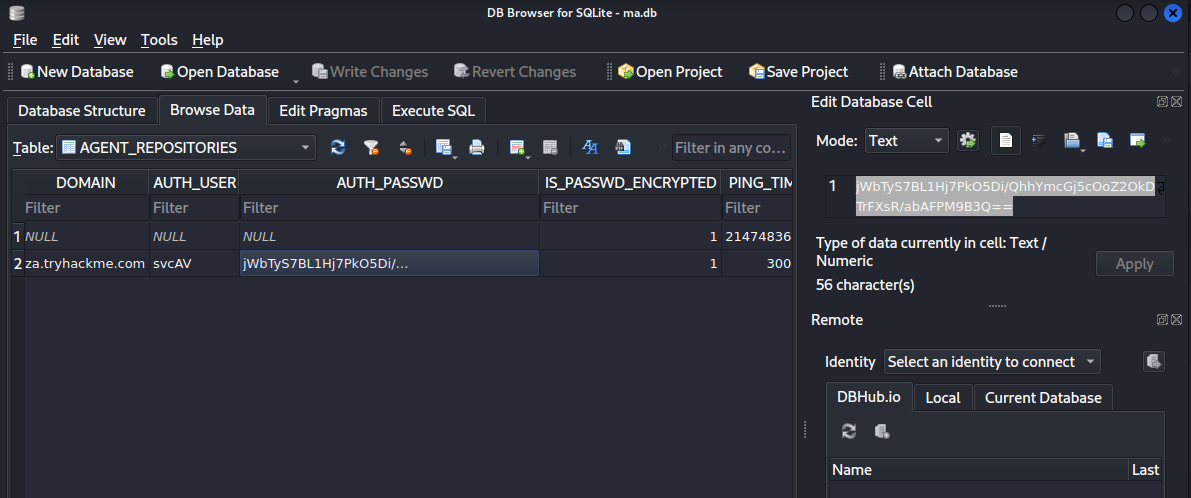 DB Browser for SQLite - ma.db
File Edit View Tools Help
New Database Open Database Write Changes Revert Changes Open Project Save Project Attach Database
Database Structure Browse Data Edit Pragmas Execute SQL
Table: AGENT_REPOSITORIES Filter in any co...
DOMAIN AUTH_USER AUTH_PASSWD IS_PASSWD_ENCRYPTED PING_TIM
Filter Filter Filter Filter Filter
1 NULL NULL NULL 1 21474836
2 za.tryhackme.com svcAV jWbTyS7BL1Hj7PkO5Di/... 1 300
Edit Database Cell
Mode: Text
1 jWbTyS7BL1Hj7PkO5Di/QhhYmcGj5cOoZ2OkD
TrFXsR/abAFPM9B3Q==
Type of data currently in cell: Text /
Numeric
Apply
56 character(s)
Remote
Identity Select an identity to connect
DBHub.io Local Current Database
Name Last